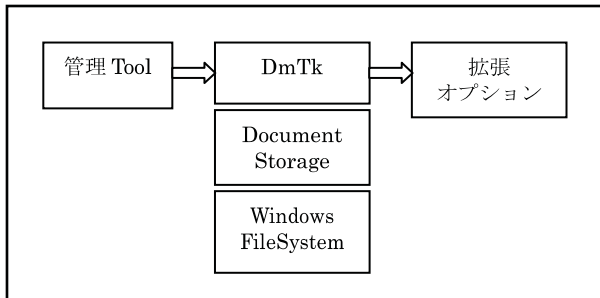 管理 Tool
DmTk
拡張
オプション
Document
Storage
Windows
FileSystem